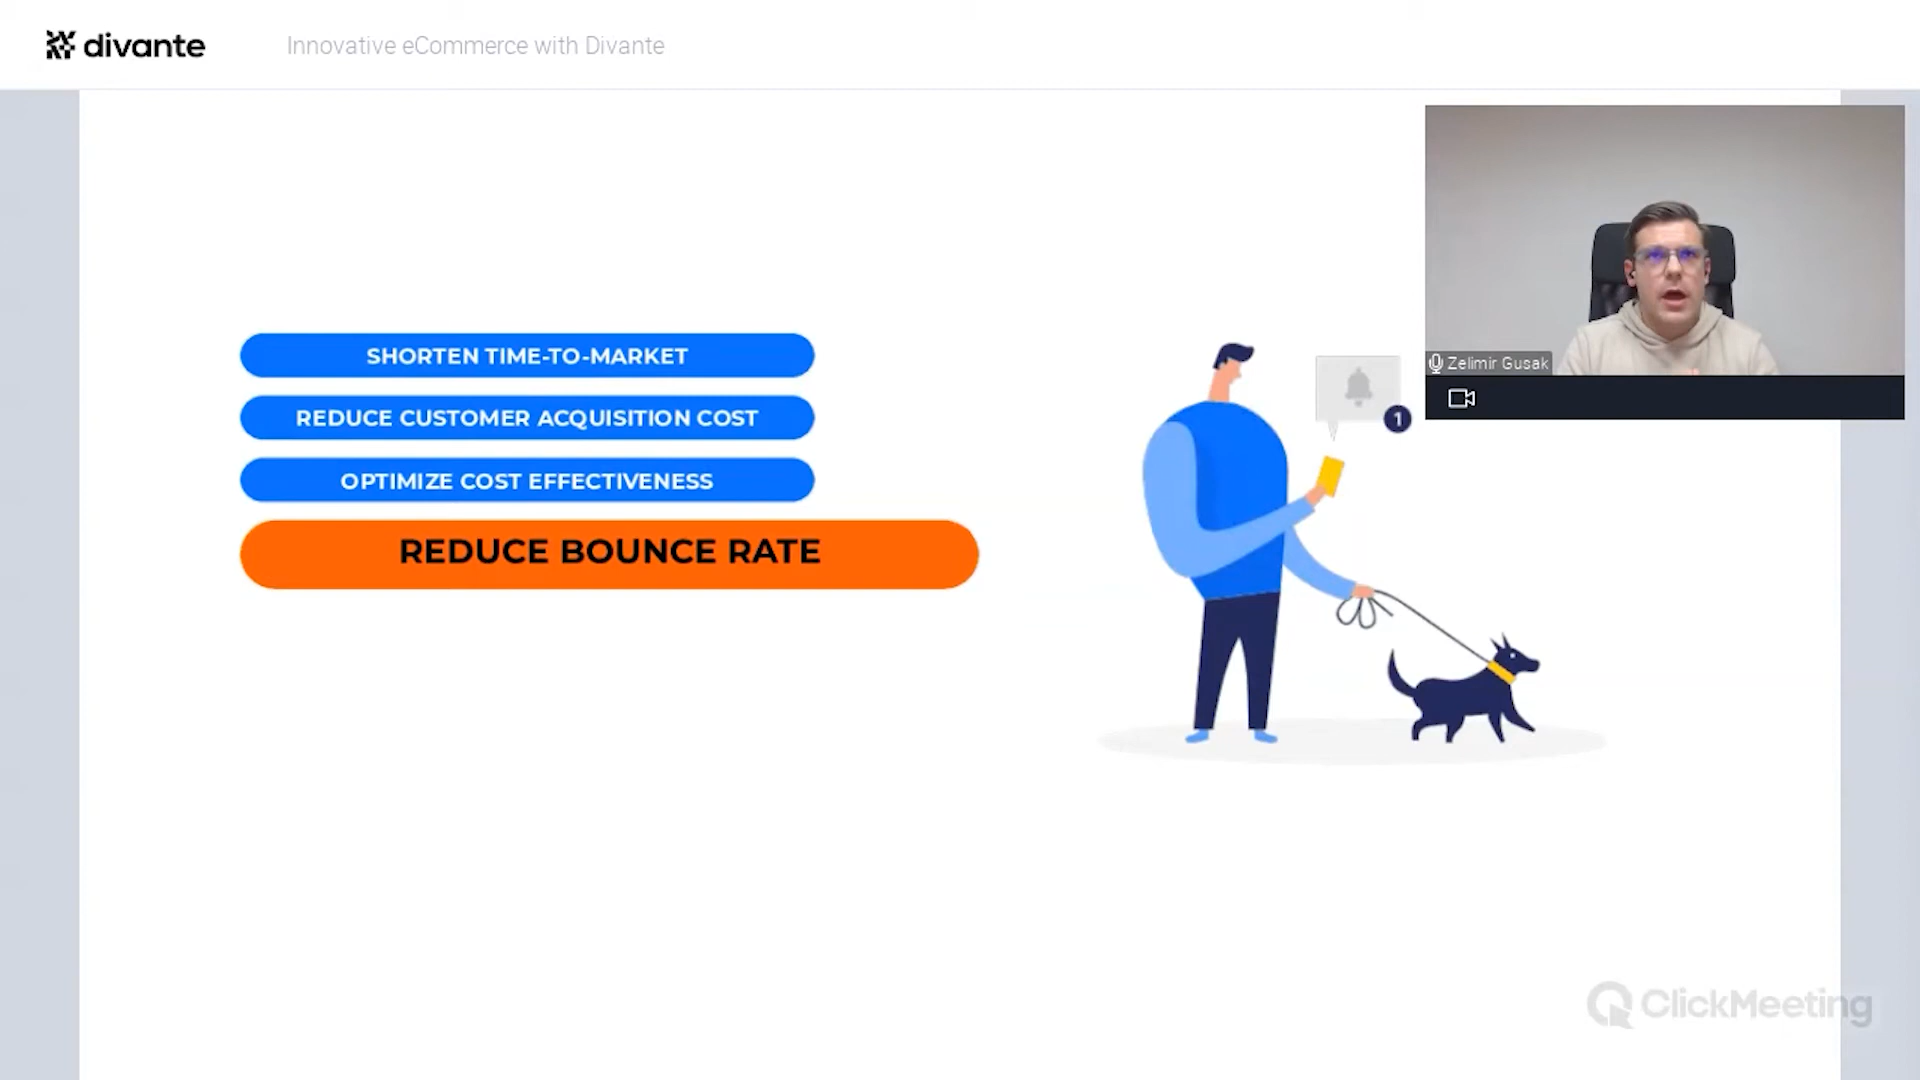 divante
Innovative eCommerce with Divante
SHORTEN TIME-TO-MARKET
REDUCE CUSTOMER ACQUISITION COST
OPTIMIZE COST EFFECTIVENESS
REDUCE BOUNCE RATE
1
Zelimir Gusak
ClickMeeting